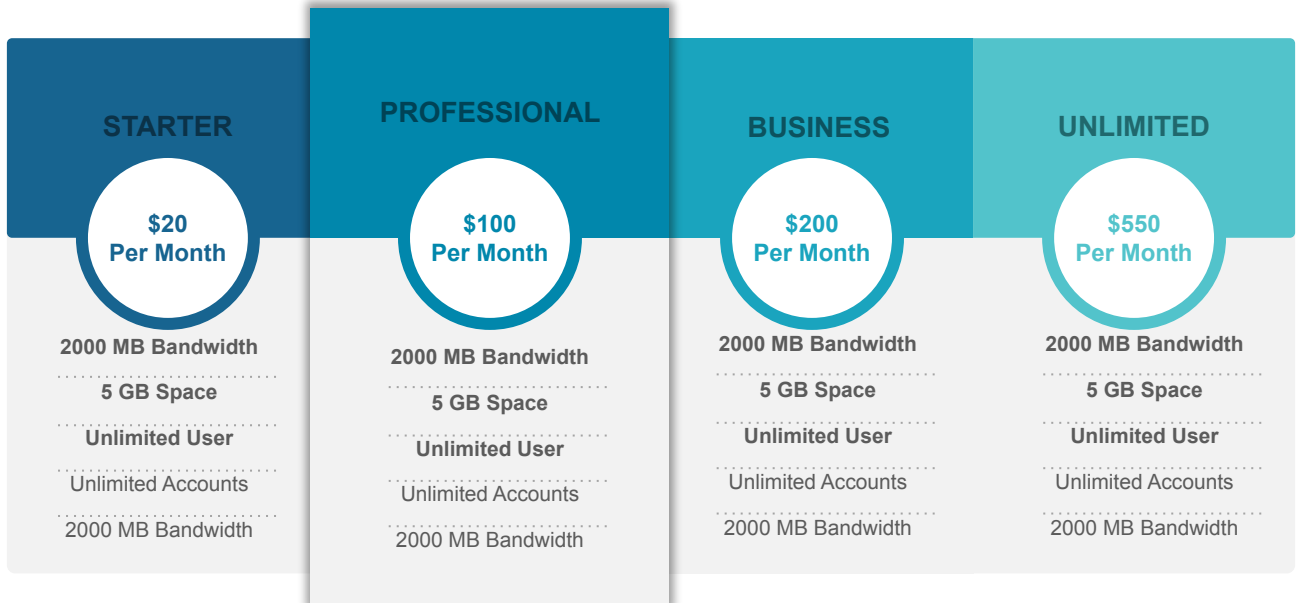 STARTER
$20
Per Month
2000 MB Bandwidth
5 GB Space
Unlimited User
Unlimited Accounts
2000 MB Bandwidth
PROFESSIONAL
$100
Per Month
2000 MB Bandwidth
5 GB Space
Unlimited User
Unlimited Accounts
2000 MB Bandwidth
BUSINESS
$200
Per Month
2000 MB Bandwidth
5 GB Space
Unlimited User
Unlimited Accounts
2000 MB Bandwidth
UNLIMITED
$550
Per Month
2000 MB Bandwidth
5 GB Space
Unlimited User
Unlimited Accounts
2000 MB Bandwidth